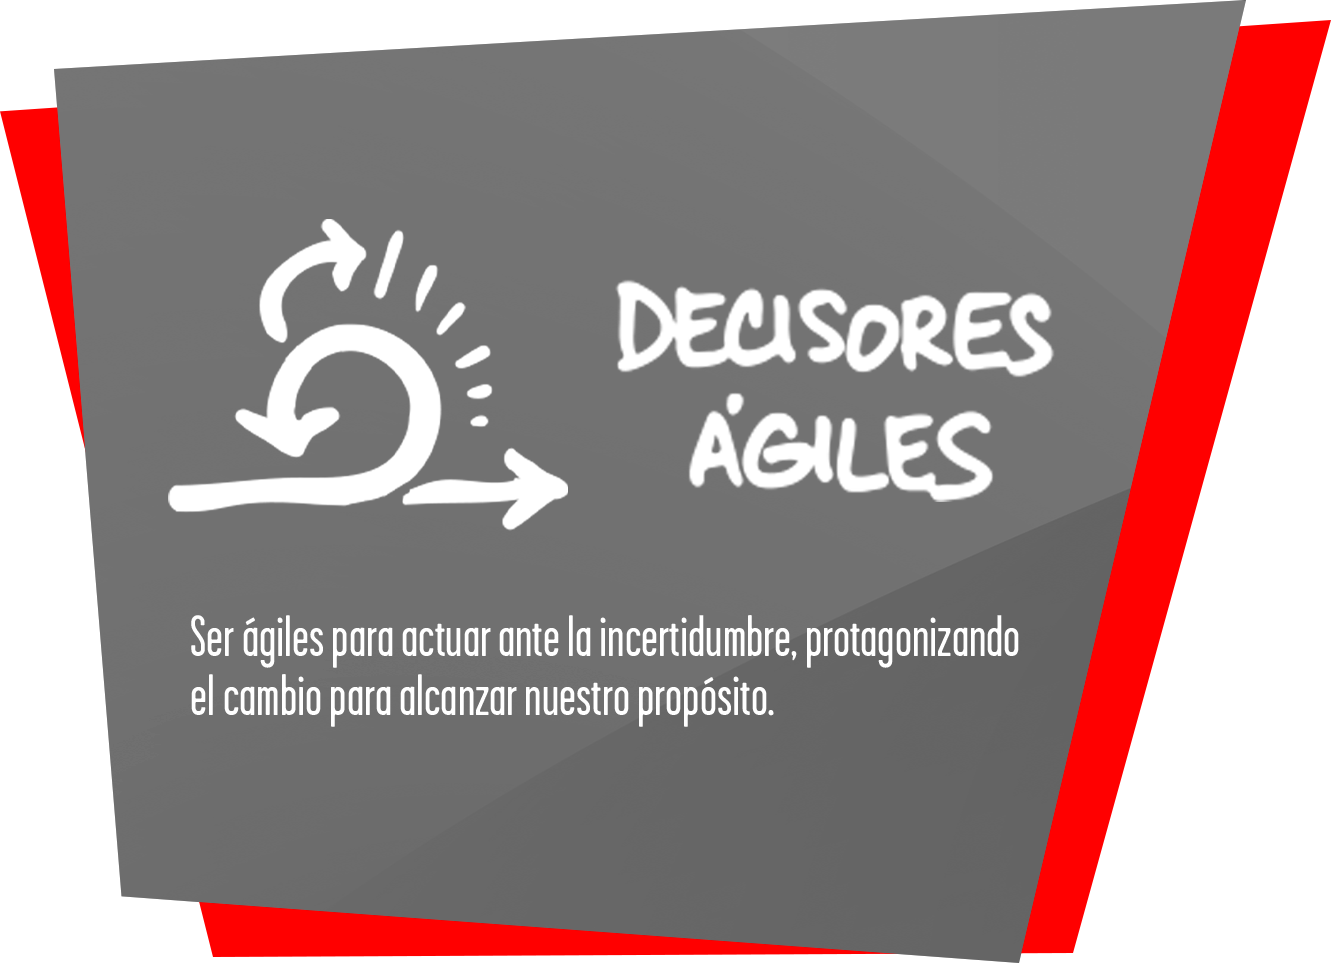 DECISORES
ÁGILES
Ser ágiles para actuar ante la incertidumbre, protagonizando
el cambio para alcanzar nuestro propósito.